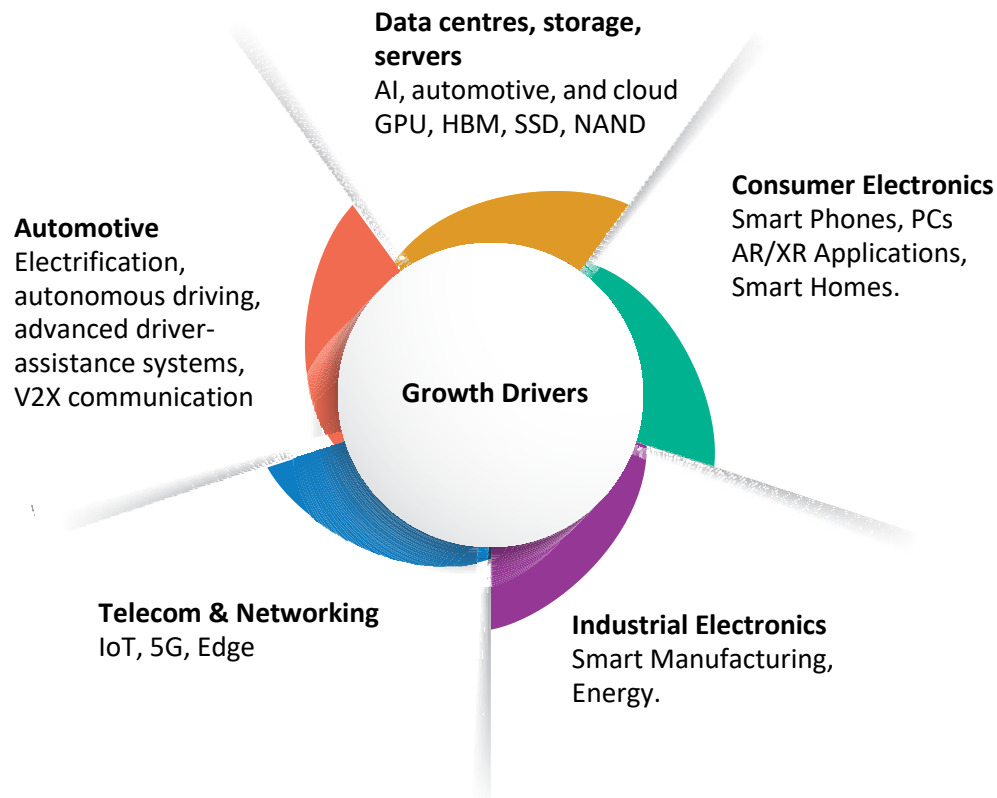 Data centres, storage,
servers
AI, automotive, and cloud
GPU, HBM, SSD, NAND
Consumer Electronics
Smart Phones, PCs
AR/XR Applications,
Smart Homes.
Automotive
Electrification,
autonomous driving,
advanced driver-
assistance systems,
V2X communication
Growth Drivers
Telecom & Networking
IoT, 5G, Edge
Industrial Electronics
Smart Manufacturing,
Energy.